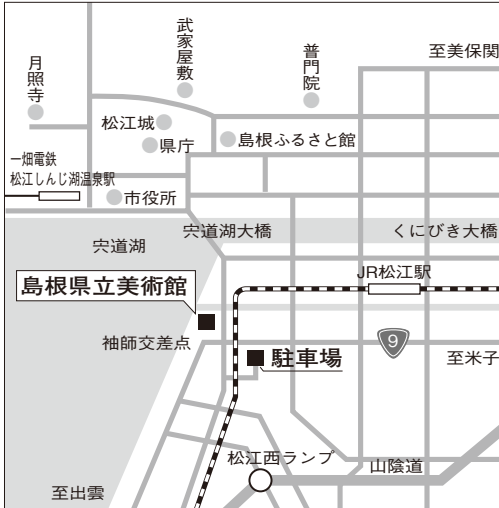 武家屋敷
普門院
至美保関
月照寺
松江城
県庁
島根ふるさと館
一畑電鉄
松江しんじ湖温泉駅
市役所
宍道湖
宍道湖大橋
くにびき大橋
JR松江駅
島根県立美術館
袖師交差点
駐車場
9
至米子
松江西ランプ
山陰道
至出雲